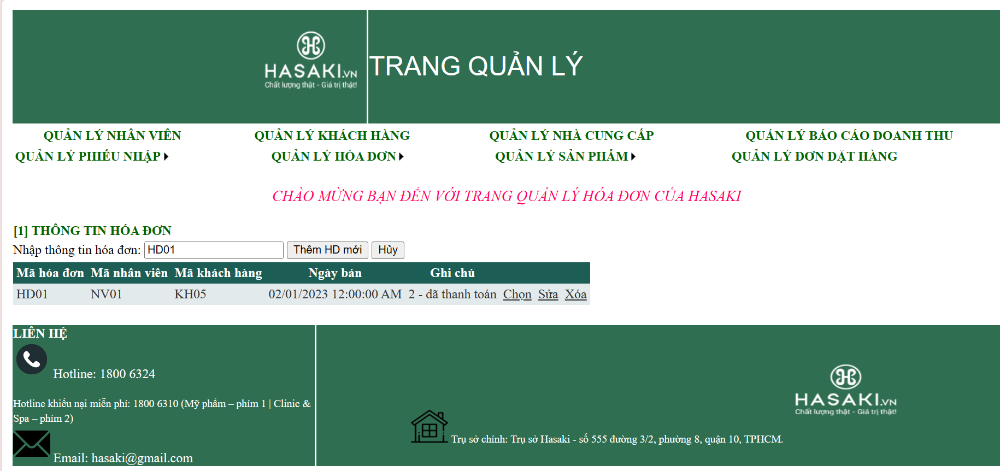 HASAKI.VN
Chất lượng thật - Giá trị thật!
TRANG QUẢN LÝ
QUẢN LÝ NHÂN VIÊN QUẢN LÝ KHÁCH HÀNG QUẢN LÝ NHÀ CUNG CẤP QUẢN LÝ BÁO CÁO DOANH THU
QUẢN LÝ PHIẾU NHẬP QUẢN LÝ HÓA ĐƠN QUẢN LÝ SẢN PHẨM QUẢN LÝ ĐƠN ĐẶT HÀNG
CHÀO MỪNG BẠN ĐẾN VỚI TRANG QUẢN LÝ HÓA ĐƠN CỦA HASAKI
[1] THÔNG TIN HÓA ĐƠN
Nhập thông tin hóa đơn: HD01 Thêm HD mới Hủy
Mã hóa đơn Mã nhân viên Mã khách hàng Ngày bán Ghi chú
HD01 NV01 KH05 02/01/2023 12:00:00 AM 2 - đã thanh toán Chọn Sửa Xóa
LIÊN HỆ
Hotline: 1800 6324
Hotline khiếu nại miễn phí: 1800 6310 (Mỹ phẩm – phím 1 | Clinic &
Spa – phím 2)
Email: hasaki@gmail.com
Trụ sở chính: Trụ sở Hasaki - số 555 đường 3/2, phường 8, quận 10, TPHCM.
HASAKI.VN
Chất lượng thật - Giá trị thật!